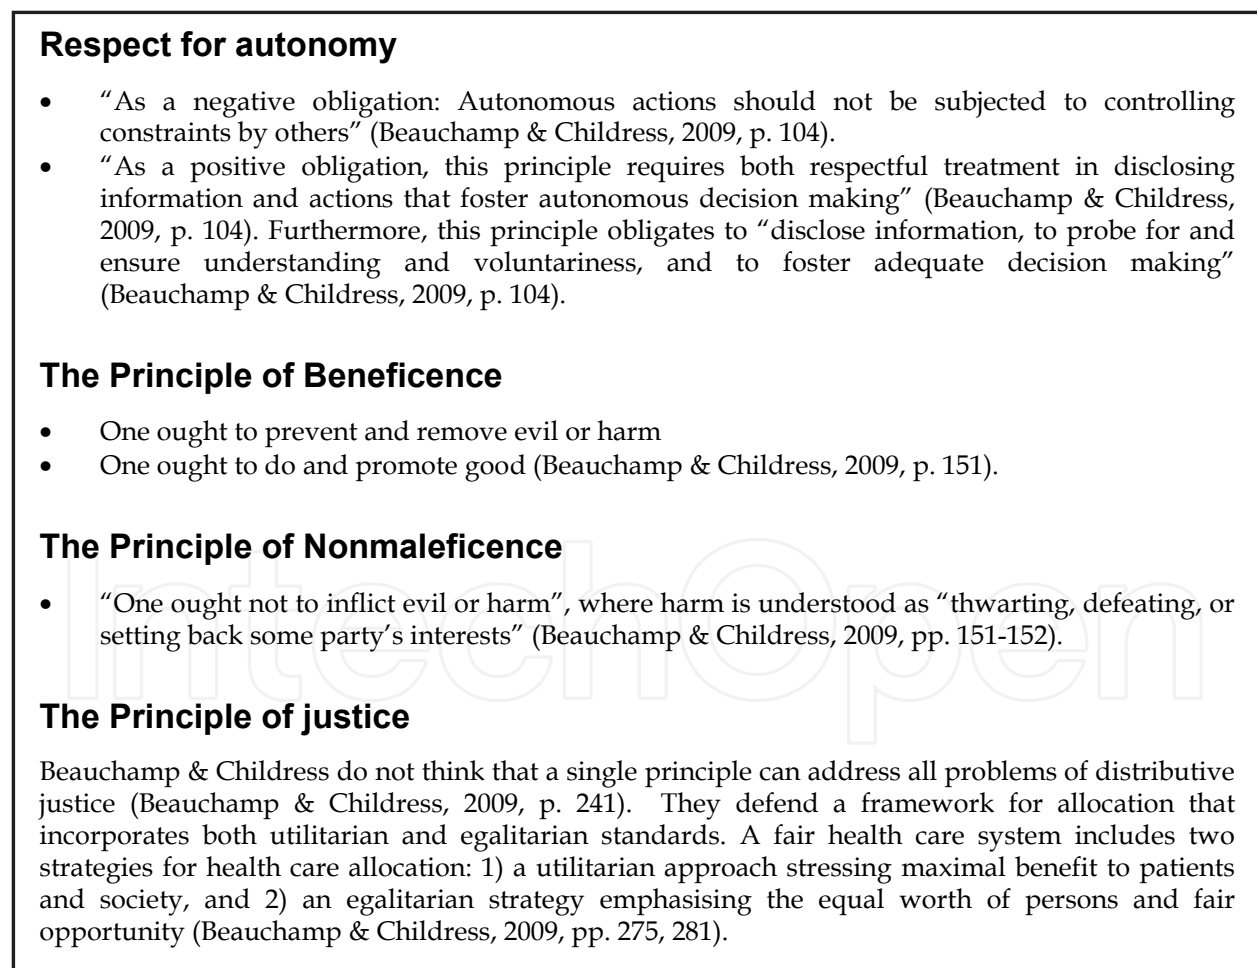 Respect for autonomy
• “As a negative obligation: Autonomous actions should not be subjected to controlling
constraints by others” (Beauchamp & Childress, 2009, p. 104).
• “As a positive obligation, this principle requires both respectful treatment in disclosing
information and actions that foster autonomous decision making” (Beauchamp & Childress,
2009, p. 104). Furthermore, this principle obligates to “disclose information, to probe for and
ensure understanding and voluntariness, and to foster adequate decision making”
(Beauchamp & Childress, 2009, p. 104).
The Principle of Beneficence
• One ought to prevent and remove evil or harm
• One ought to do and promote good (Beauchamp & Childress, 2009, p. 151).
The Principle of Nonmaleficence
• “One ought not to inflict evil or harm”, where harm is understood as “thwarting, defeating, or
setting back some party’s interests” (Beauchamp & Childress, 2009, pp. 151-152).
IntechOpen
The Principle of justice
Beauchamp & Childress do not think that a single principle can address all problems of distributive
justice (Beauchamp & Childress, 2009, p. 241). They defend a framework for allocation that
incorporates both utilitarian and egalitarian standards. A fair health care system includes two
strategies for health care allocation: 1) a utilitarian approach stressing maximal benefit to patients
and society, and 2) an egalitarian strategy emphasising the equal worth of persons and fair
opportunity (Beauchamp & Childress, 2009, pp. 275, 281).